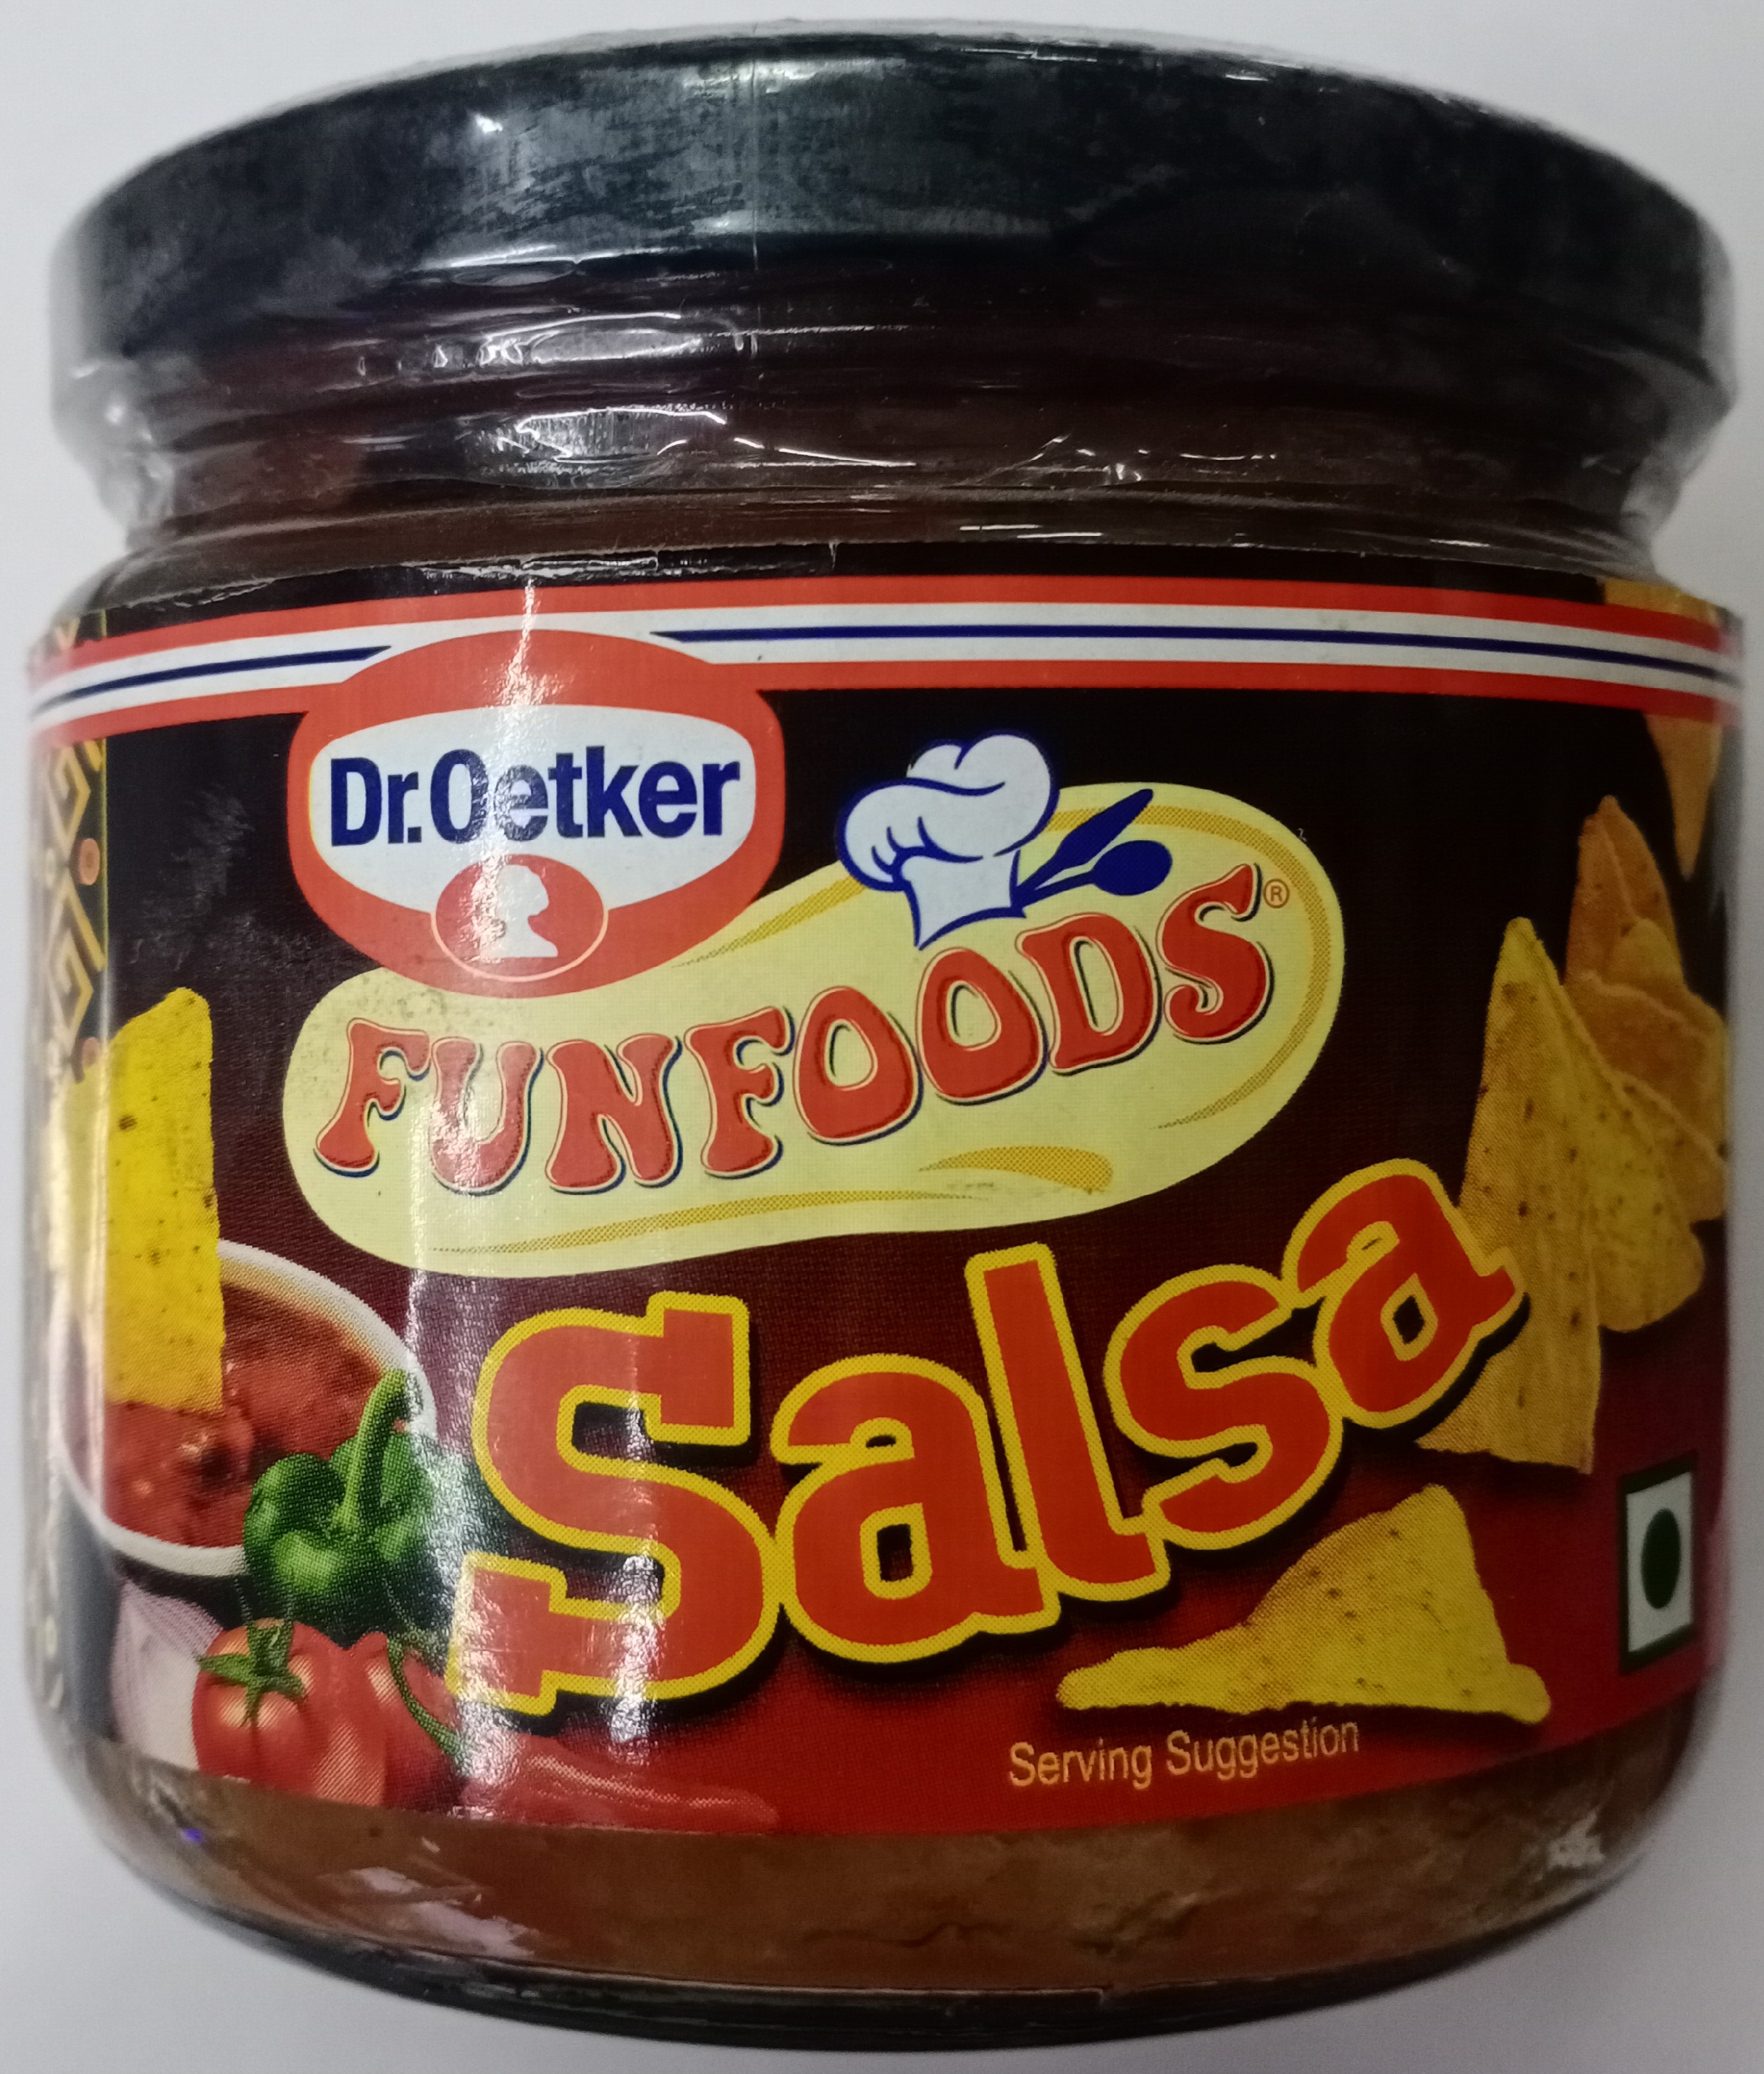 Dr.Oetker
FUNFOODS®
Salsa
Serving Suggestion